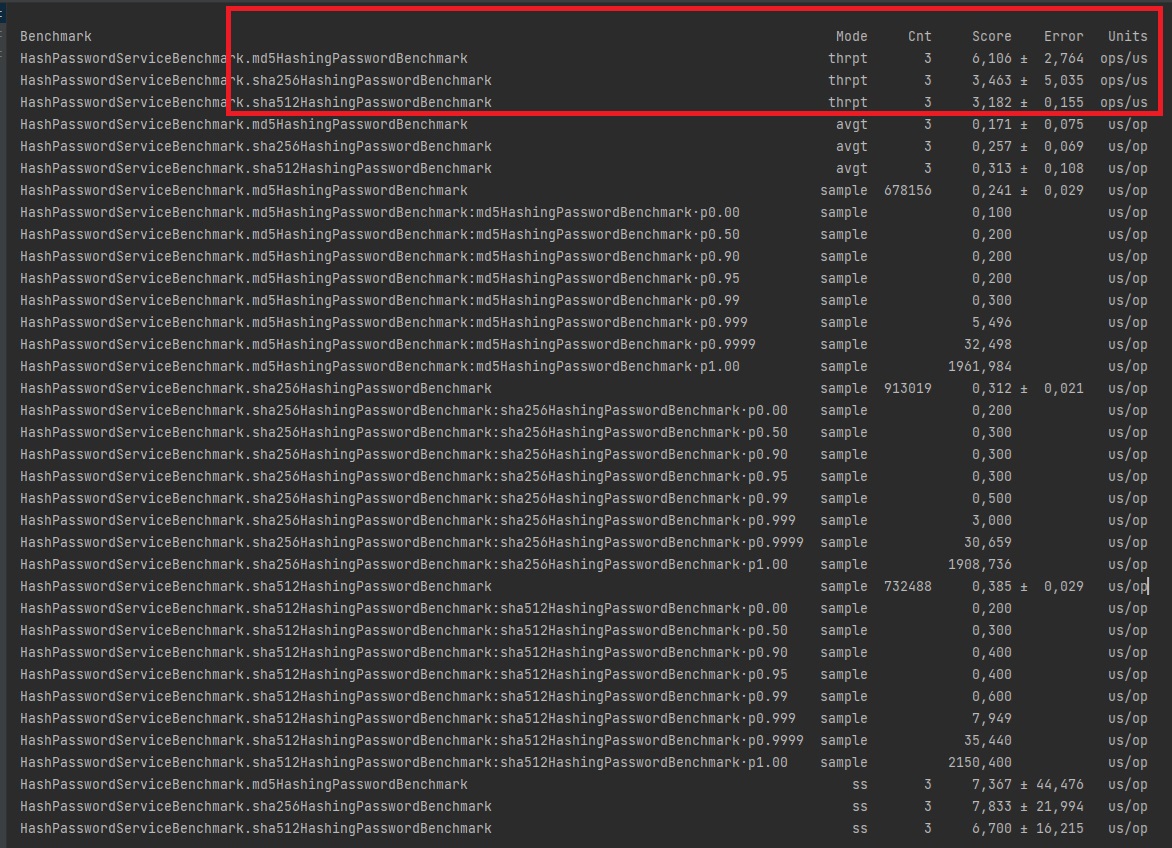 Benchmark Mode Cnt Score Error Units
HashPasswordServiceBenchmark.md5HashingPasswordBenchmark thrpt 3 6,106 ± 2,764 ops/us
HashPasswordServiceBenchmark.sha256HashingPasswordBenchmark thrpt 3 3,463 ± 5,035 ops/us
HashPasswordServiceBenchmark.sha512HashingPasswordBenchmark thrpt 3 3,182 ± 0,155 ops/us
HashPasswordServiceBenchmark.md5HashingPasswordBenchmark avgt 3 0,171 ± 0,075 us/op
HashPasswordServiceBenchmark.sha256HashingPasswordBenchmark avgt 3 0,257 ± 0,069 us/op
HashPasswordServiceBenchmark.sha512HashingPasswordBenchmark avgt 3 0,313 ± 0,108 us/op
HashPasswordServiceBenchmark.md5HashingPasswordBenchmark sample 678156 0,241 ± 0,029 us/op
HashPasswordServiceBenchmark.md5HashingPasswordBenchmark:md5HashingPasswordBenchmark·p0.00 sample 0,100 us/op
HashPasswordServiceBenchmark.md5HashingPasswordBenchmark:md5HashingPasswordBenchmark·p0.50 sample 0,200 us/op
HashPasswordServiceBenchmark.md5HashingPasswordBenchmark:md5HashingPasswordBenchmark·p0.90 sample 0,200 us/op
HashPasswordServiceBenchmark.md5HashingPasswordBenchmark:md5HashingPasswordBenchmark·p0.95 sample 0,200 us/op
HashPasswordServiceBenchmark.md5HashingPasswordBenchmark:md5HashingPasswordBenchmark·p0.99 sample 0,300 us/op
HashPasswordServiceBenchmark.md5HashingPasswordBenchmark:md5HashingPasswordBenchmark·p0.999 sample 5,496 us/op
HashPasswordServiceBenchmark.md5HashingPasswordBenchmark:md5HashingPasswordBenchmark·p0.9999 sample 32,498 us/op
HashPasswordServiceBenchmark.md5HashingPasswordBenchmark:md5HashingPasswordBenchmark·p1.00 sample 1961,984 us/op
HashPasswordServiceBenchmark.sha256HashingPasswordBenchmark sample 913019 0,312 ± 0,021 us/op
HashPasswordServiceBenchmark.sha256HashingPasswordBenchmark:sha256HashingPasswordBenchmark·p0.00 sample 0,200 us/op
HashPasswordServiceBenchmark.sha256HashingPasswordBenchmark:sha256HashingPasswordBenchmark·p0.50 sample 0,300 us/op
HashPasswordServiceBenchmark.sha256HashingPasswordBenchmark:sha256HashingPasswordBenchmark·p0.90 sample 0,300 us/op
HashPasswordServiceBenchmark.sha256HashingPasswordBenchmark:sha256HashingPasswordBenchmark·p0.95 sample 0,300 us/op
HashPasswordServiceBenchmark.sha256HashingPasswordBenchmark:sha256HashingPasswordBenchmark·p0.99 sample 0,500 us/op
HashPasswordServiceBenchmark.sha256HashingPasswordBenchmark:sha256HashingPasswordBenchmark·p0.999 sample 3,000 us/op
HashPasswordServiceBenchmark.sha256HashingPasswordBenchmark:sha256HashingPasswordBenchmark·p0.9999 sample 30,659 us/op
HashPasswordServiceBenchmark.sha256HashingPasswordBenchmark:sha256HashingPasswordBenchmark·p1.00 sample 1908,736 us/op
HashPasswordServiceBenchmark.sha512HashingPasswordBenchmark sample 732488 0,385 ± 0,029 us/op
HashPasswordServiceBenchmark.sha512HashingPasswordBenchmark:sha512HashingPasswordBenchmark·p0.00 sample 0,200 us/op
HashPasswordServiceBenchmark.sha512HashingPasswordBenchmark:sha512HashingPasswordBenchmark·p0.50 sample 0,300 us/op
HashPasswordServiceBenchmark.sha512HashingPasswordBenchmark:sha512HashingPasswordBenchmark·p0.90 sample 0,400 us/op
HashPasswordServiceBenchmark.sha512HashingPasswordBenchmark:sha512HashingPasswordBenchmark·p0.95 sample 0,400 us/op
HashPasswordServiceBenchmark.sha512HashingPasswordBenchmark:sha512HashingPasswordBenchmark·p0.99 sample 0,600 us/op
HashPasswordServiceBenchmark.sha512HashingPasswordBenchmark:sha512HashingPasswordBenchmark·p0.999 sample 7,949 us/op
HashPasswordServiceBenchmark.sha512HashingPasswordBenchmark:sha512HashingPasswordBenchmark·p0.9999 sample 35,440 us/op
HashPasswordServiceBenchmark.sha512HashingPasswordBenchmark:sha512HashingPasswordBenchmark·p1.00 sample 2150,400 us/op
HashPasswordServiceBenchmark.md5HashingPasswordBenchmark ss 3 7,367 ± 44,476 us/op
HashPasswordServiceBenchmark.sha256HashingPasswordBenchmark ss 3 7,833 ± 21,994 us/op
HashPasswordServiceBenchmark.sha512HashingPasswordBenchmark ss 3 6,700 ± 16,215 us/op